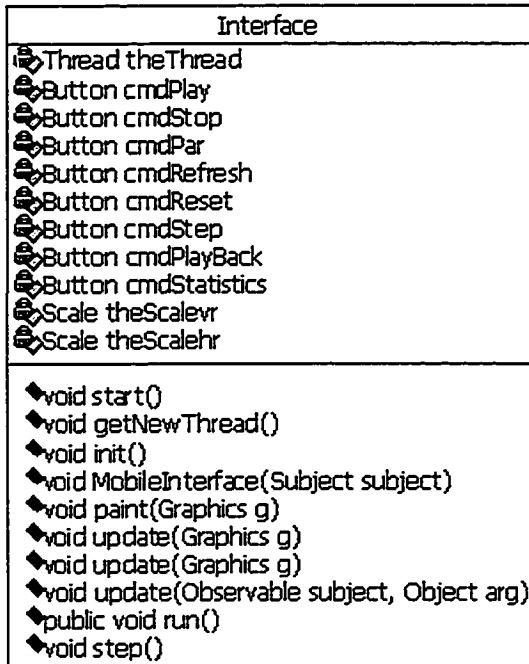 Interface
Thread theThread
Button cmdPlay
Button cmdStop
Button cmdPar
Button cmdRefresh
Button cmdReset
Button cmdStep
Button cmdPlayBack
Button cmdStatistics
Scale theScalevr
Scale theScalehr
void start()
void getNewThread()
void init()
void MobileInterface(Subject subject)
void paint(Graphics g)
void update(Graphics g)
void update(Graphics g)
void update(Observable subject, Object arg)
public void run()
void step()